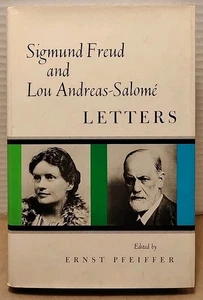 Sigmund Freud
and
Lou Andreas-Salomé
LETTERS
Edited by
ERNST PFEIFFER